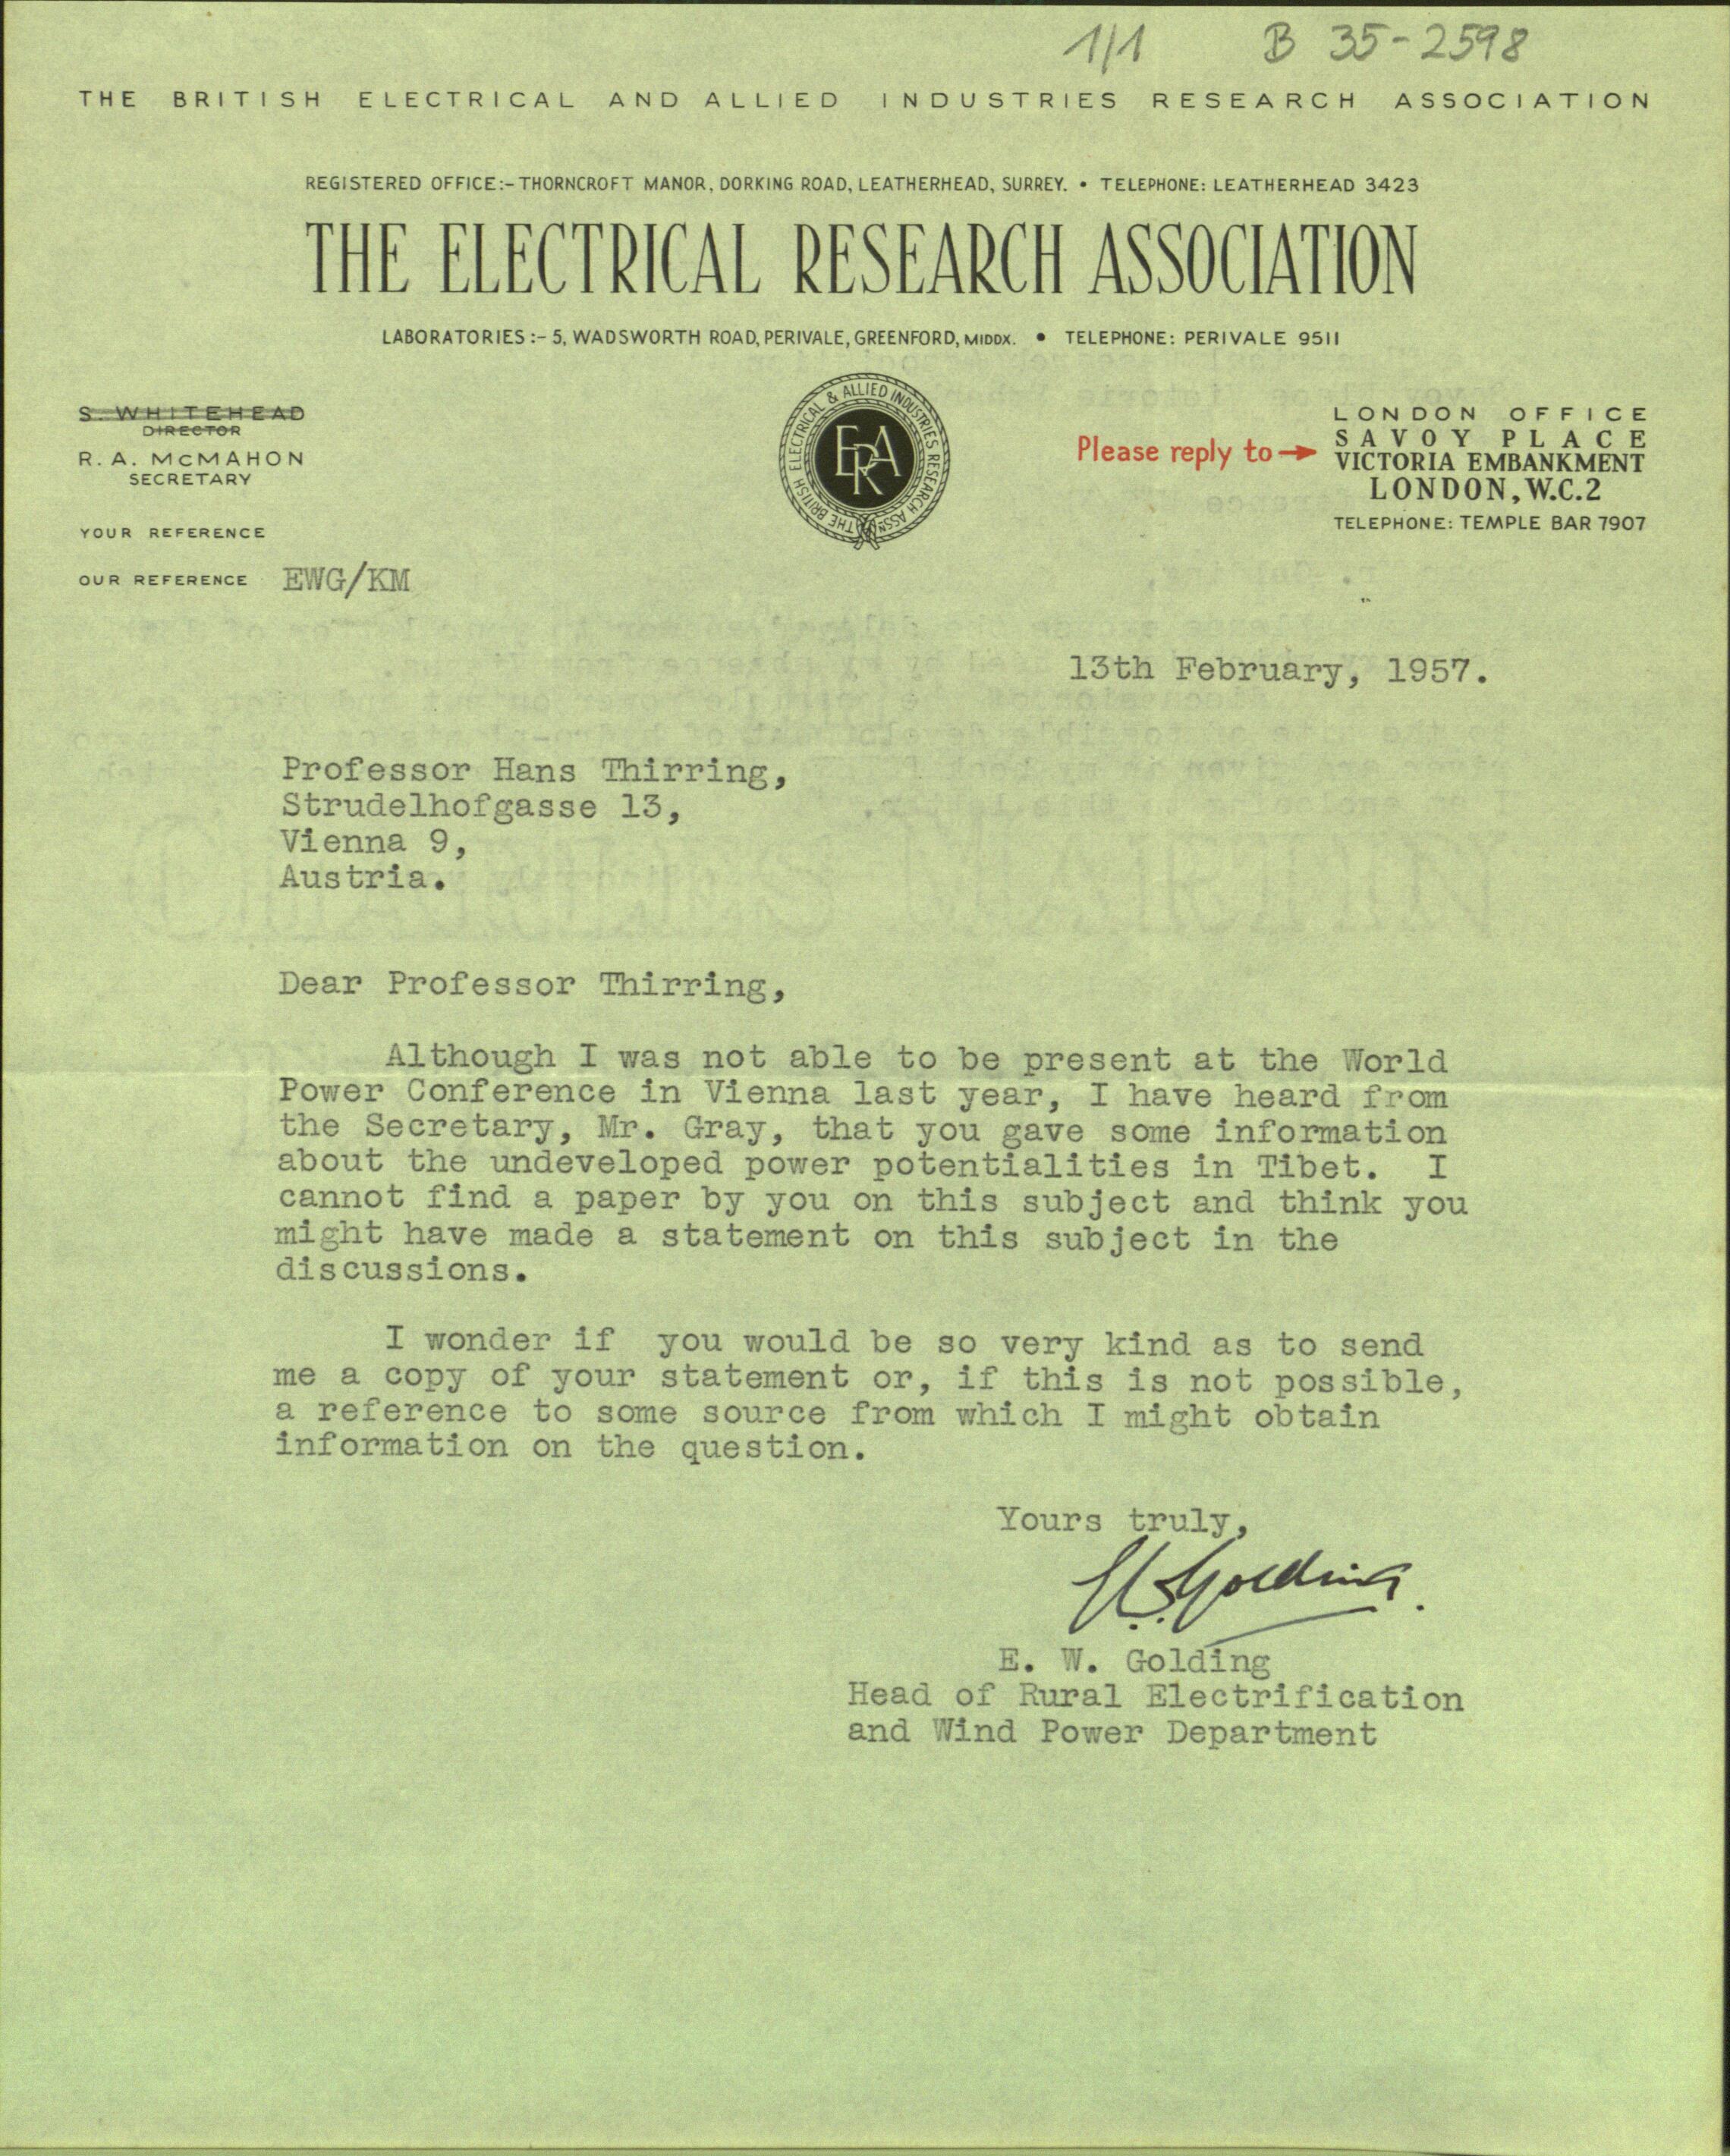 1/1 B 35-2598
THE BRITISH ELECTRICAL AND ALLIED INDUSTRIES RESEARCH ASSOCIATION
REGISTERED OFFICE:- THORNCROFT MANOR, DORKING ROAD, LEATHERHEAD, SURREY. • TELEPHONE: LEATHERHEAD 3423
THE ELECTRICAL RESEARCH ASSOCIATION
LABORATORIES:- 5, WADSWORTH ROAD, PERIVALE, GREENFORD, MIDDX. • TELEPHONE: PERIVALE 9511
S. WHITEHEAD
DIRECTOR
R. A. McMAHON
SECRETARY
YOUR REFERENCE
OUR REFERENCE EWG/KM
THE BRITISH ELECTRICAL & ALLIED INDUSTRIES RESEARCH ASSN
ERA
Please reply to →
LONDON OFFICE
SAVOY PLACE
VICTORIA EMBANKMENT
LONDON, W.C.2
TELEPHONE: TEMPLE BAR 7907
13th February, 1957.
Professor Hans Thirring,
Strudelhofgasse 13,
Vienna 9,
Austria.
Dear Professor Thirring,
Although I was not able to be present at the World
Power Conference in Vienna last year, I have heard from
the Secretary, Mr. Gray, that you gave some information
about the undeveloped power potentialities in Tibet. I
cannot find a paper by you on this subject and think you
might have made a statement on this subject in the
discussions.
I wonder if you would be so very kind as to send
me a copy of your statement or, if this is not possible,
a reference to some source from which I might obtain
information on the question.
Yours truly,
E. W. Golding.
E. W. Golding
Head of Rural Electrification
and Wind Power Department